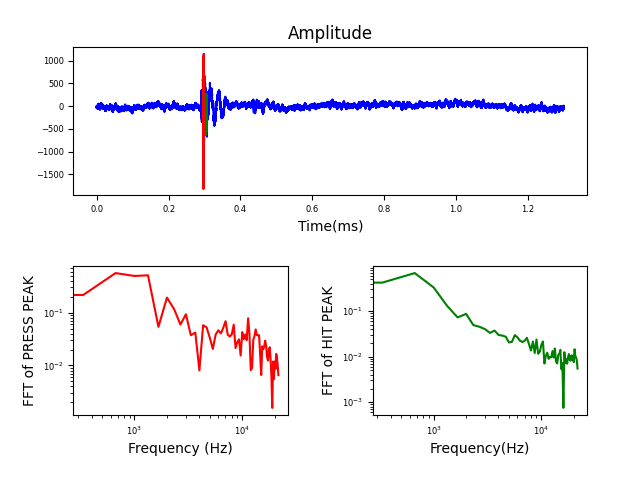 Amplitude
1000
500
0
−500
−1000
−1500
0.0 0.2 0.4 0.6 0.8 1.0 1.2
Time(ms)
FFT of PRESS PEAK
10⁻¹
10⁻²
10³ 10⁴
Frequency (Hz)
FFT of HIT PEAK
10⁻¹
10⁻²
10⁻³
10³ 10⁴
Frequency(Hz)